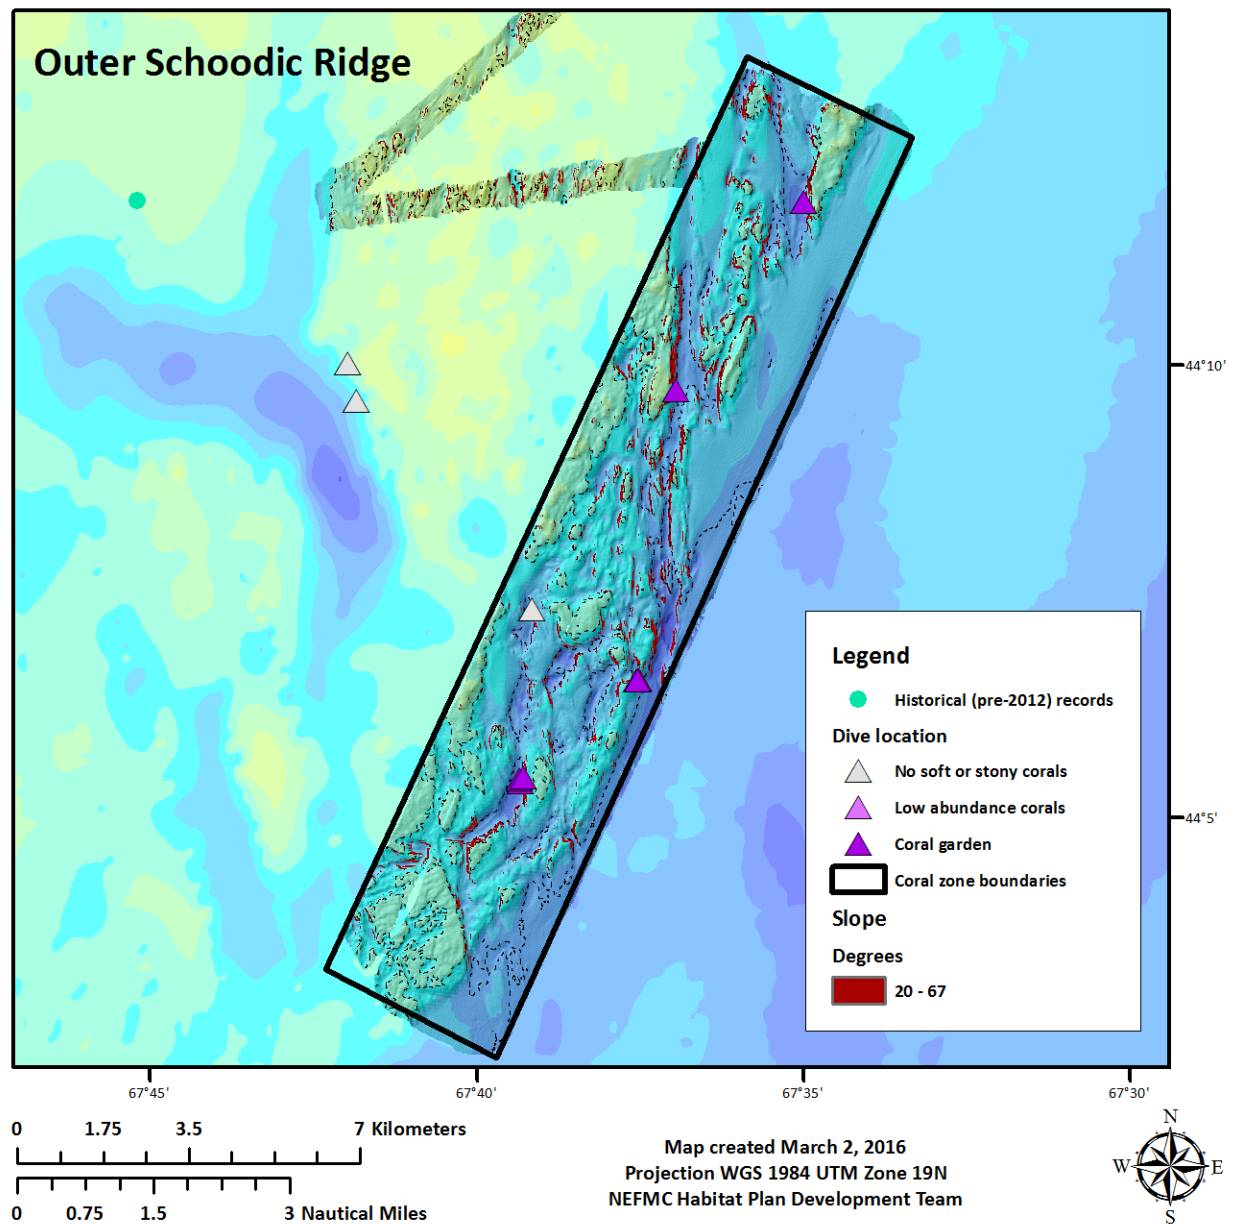 Outer Schoodic Ridge
44°10'
44°5'
Legend
Historical (pre-2012) records
Dive location
No soft or stony corals
Low abundance corals
Coral garden
Coral zone boundaries
Slope
Degrees
20 - 67
67°45'
67°40'
67°35'
67°30'
0 1.75 3.5 7 Kilometers
0 0.75 1.5 3 Nautical Miles
Map created March 2, 2016
Projection WGS 1984 UTM Zone 19N
NEFMC Habitat Plan Development Team
N
W E
S